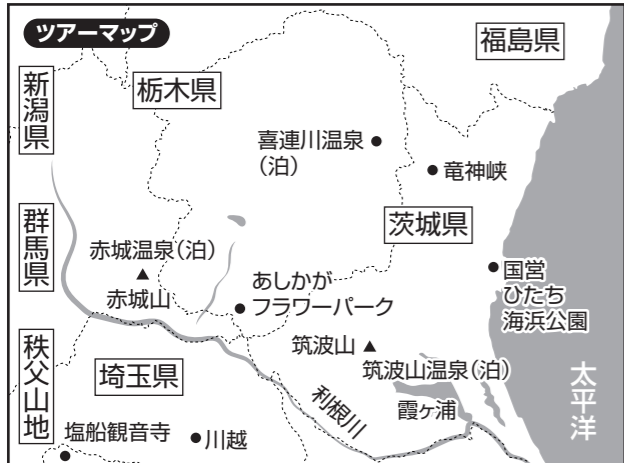 ツアーマップ
福島県
新潟県
栃木県
喜連川温泉
(泊)
竜神峡
茨城県
群馬県
赤城温泉(泊)
赤城山
あしかが
フラワーパーク
国営
ひたち
海浜公園
筑波山
筑波山温泉(泊)
秩父山地
埼玉県
利根川
霞ヶ浦
太平洋
塩船観音寺
川越